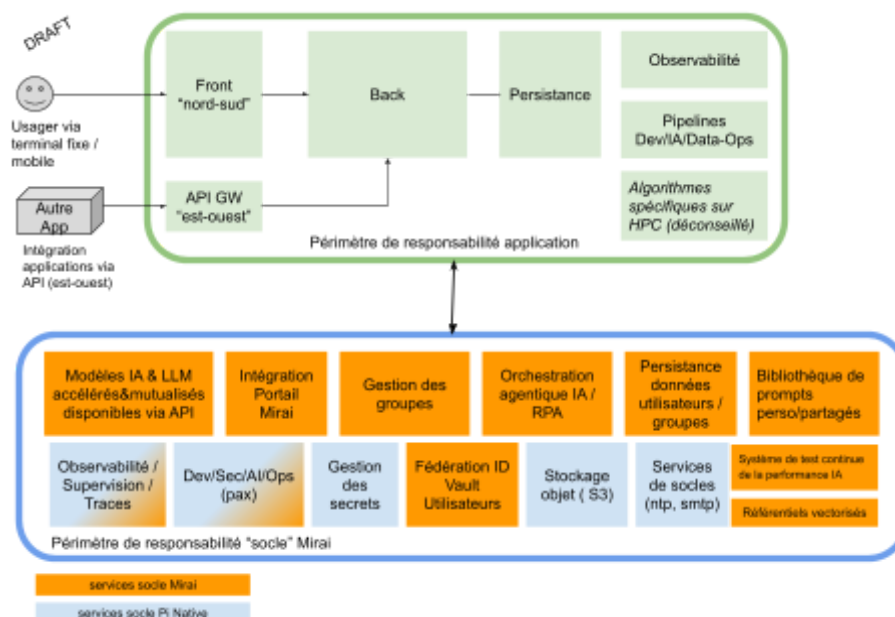 DRAFT
Usager via
terminal fixe /
mobile
Front
"nord-sud"
Back
Persistance
Observabilité
Pipelines
Dev/IA/Data-Ops
Algorithmes
spécifiques sur
HPC (déconseillé)
Autre
App
Intégration
applications via
API (est-ouest)
API GW
"est-ouest"
Périmètre de responsabilité application
Modèles IA & LLM
accélérés&mutualisés
disponibles via API
Intégration
Portail
Mirai
Gestion des
groupes
Orchestration
agentique IA /
RPA
Persistance
données
utilisateurs /
groupes
Bibliothèque de
prompts
perso/partagés
Observabilité /
Supervision /
Traces
Dev/Sec/AI/Ops
(pax)
Gestion
des
secrets
Fédération ID
Vault
Utilisateurs
Stockage
objet ( S3)
Services
de socles
(ntp, smtp)
Système de test continue
de la performance IA
Référentiels vectorisés
Périmètre de responsabilité "socle" Mirai
services socle Mirai
services socle Pi Native